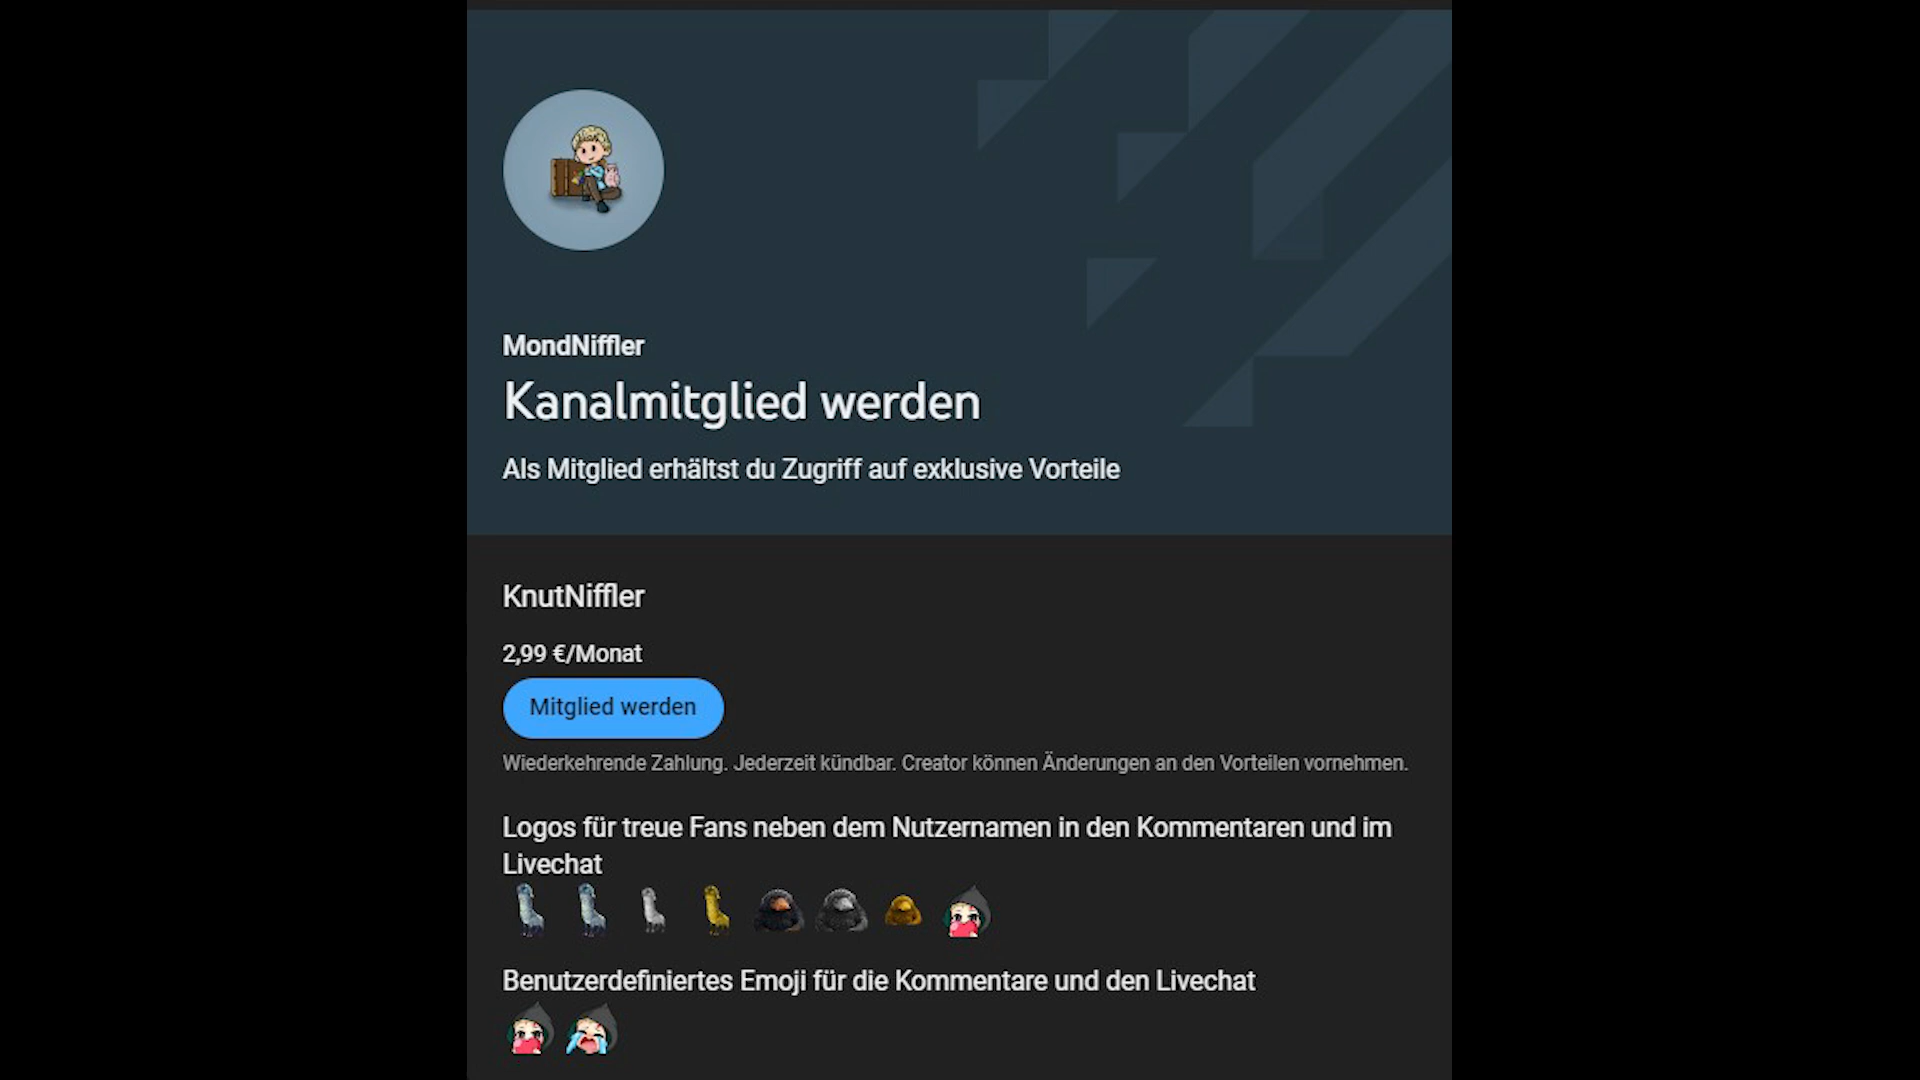 MondNiffler
Kanalmitglied werden
Als Mitglied erhältst du Zugriff auf exklusive Vorteile
KnutNiffler
2,99 €/Monat
Mitglied werden
Wiederkehrende Zahlung. Jederzeit kündbar. Creator können Änderungen an den Vorteilen vornehmen.
Logos für treue Fans neben dem Nutzernamen in den Kommentaren und im
Livechat
Benutzerdefiniertes Emoji für die Kommentare und den Livechat